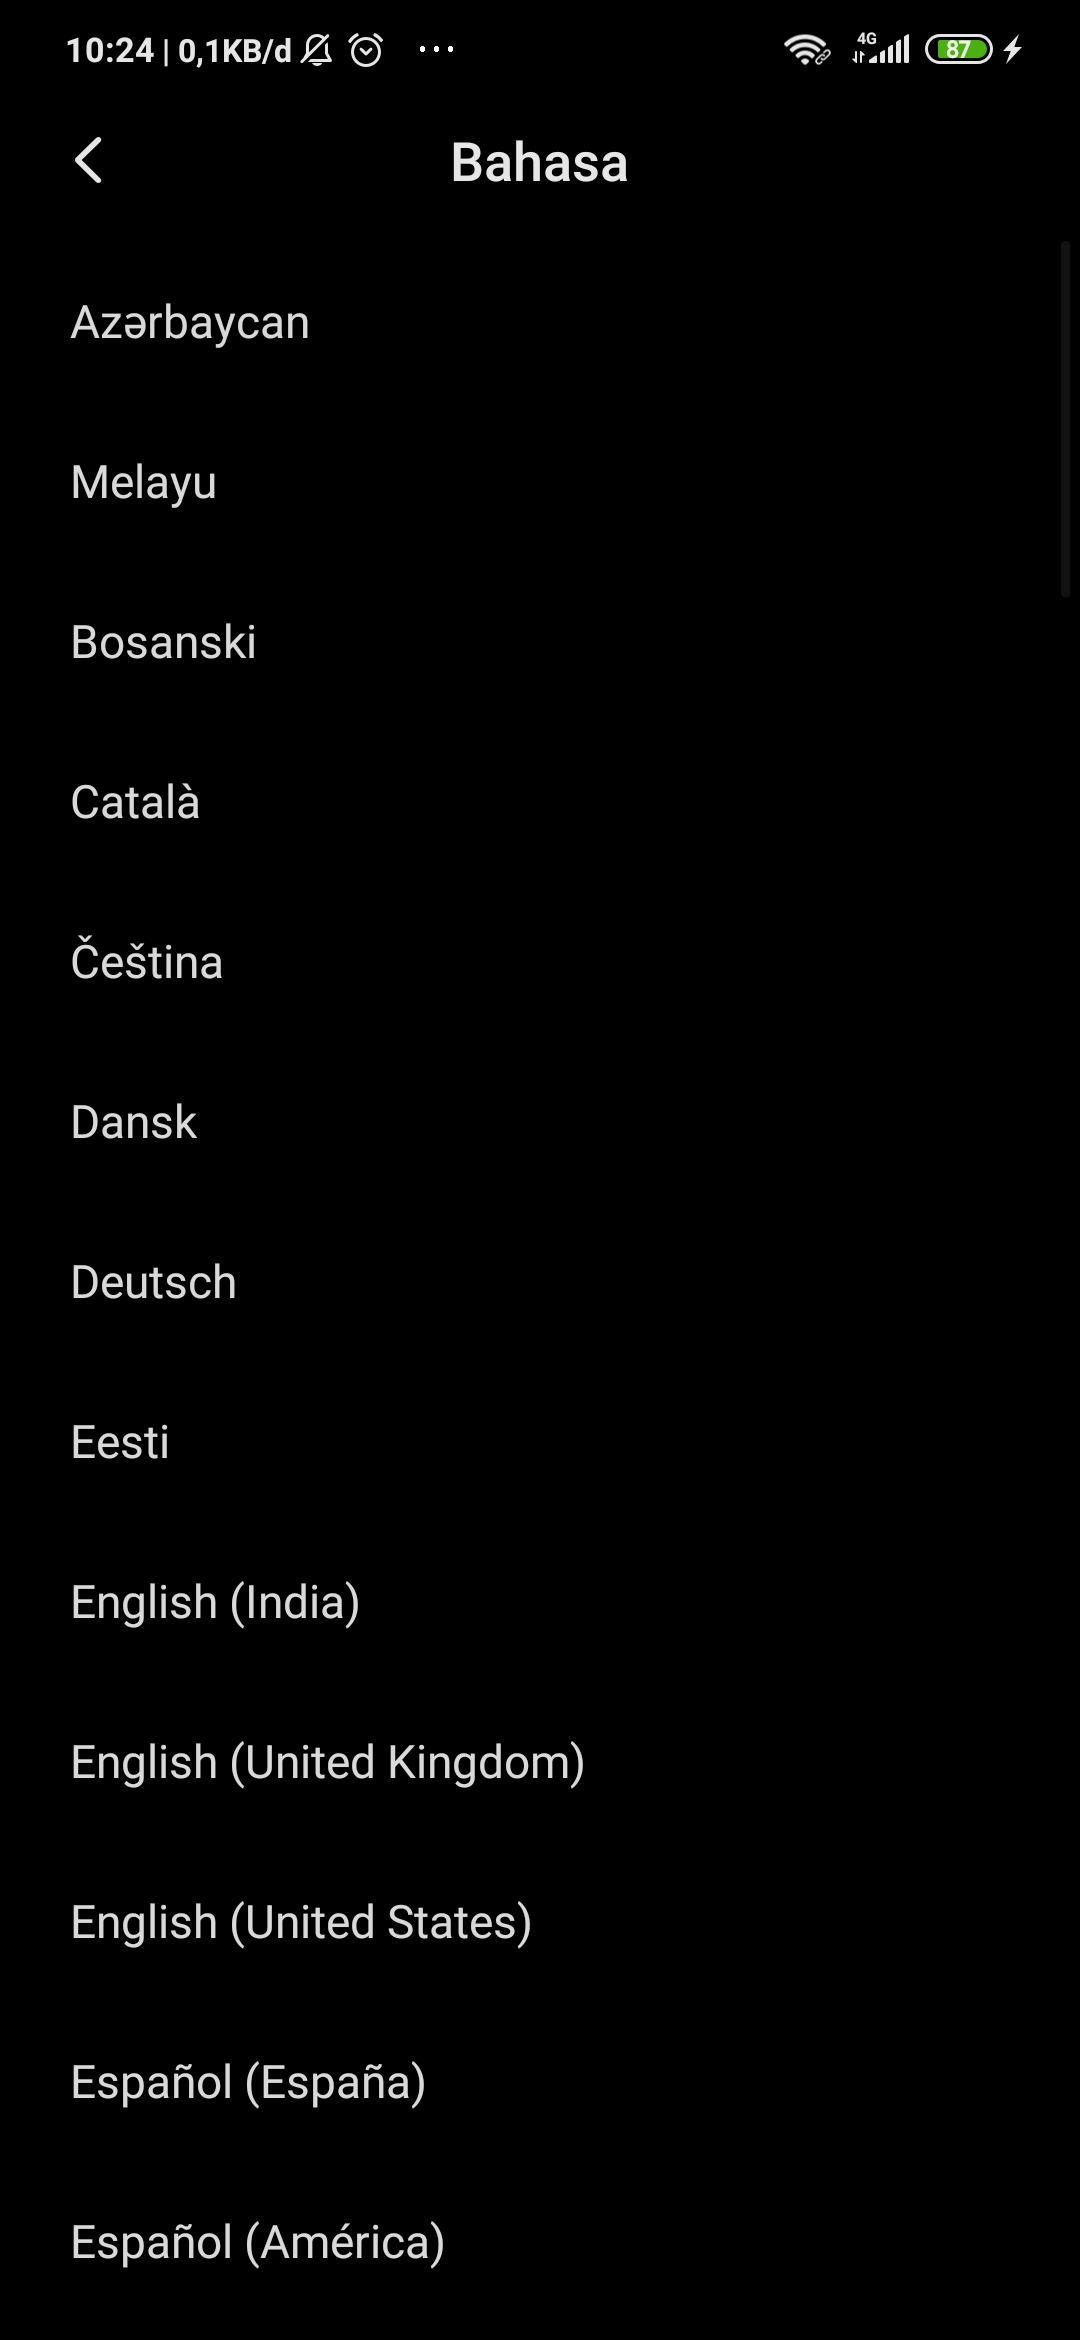 10:24 | 0,1KB/d ...
4G
87
Bahasa
Azərbaycan
Melayu
Bosanski
Català
Čeština
Dansk
Deutsch
Eesti
English (India)
English (United Kingdom)
English (United States)
Español (España)
Español (América)